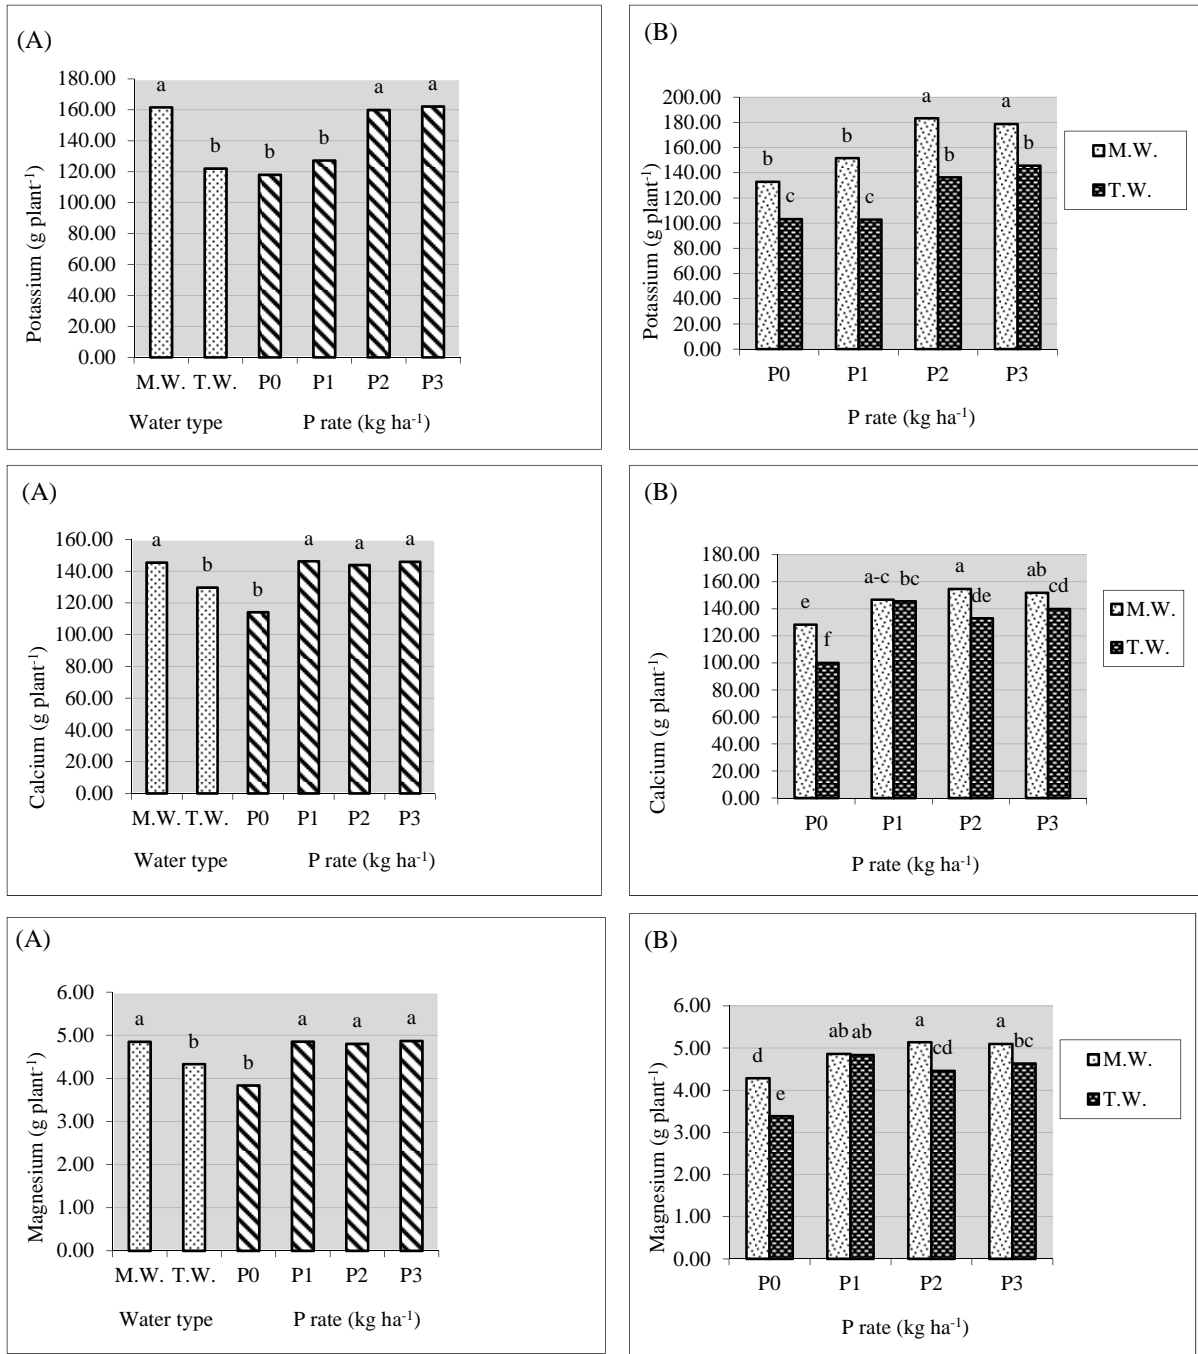 (A)
Potassium (g plant⁻¹)
180.00
160.00
140.00
120.00
100.00
80.00
60.00
40.00
20.00
0.00
a b b b a a
M.W. T.W. P0 P1 P2 P3
Water type P rate (kg ha⁻¹)
(B)
Potassium (g plant⁻¹)
200.00
180.00
160.00
140.00
120.00
100.00
80.00
60.00
40.00
20.00
0.00
b c b c a b a b
P0 P1 P2 P3
P rate (kg ha⁻¹)
M.W.
T.W.
(A)
Calcium (g plant⁻¹)
160.00
140.00
120.00
100.00
80.00
60.00
40.00
20.00
0.00
a b b a a a
M.W. T.W. P0 P1 P2 P3
Water type P rate (kg ha⁻¹)
(B)
Calcium (g plant⁻¹)
180.00
160.00
140.00
120.00
100.00
80.00
60.00
40.00
20.00
0.00
e f a-c bc a de ab cd
P0 P1 P2 P3
P rate (kg ha⁻¹)
M.W.
T.W.
(A)
Magnesium (g plant⁻¹)
6.00
5.00
4.00
3.00
2.00
1.00
0.00
a b b a a a
M.W. T.W. P0 P1 P2 P3
Water type P rate (kg ha⁻¹)
(B)
Magnesium (g plant⁻¹)
6.00
5.00
4.00
3.00
2.00
1.00
0.00
d e ab ab a cd a bc
P0 P1 P2 P3
P rate (kg ha⁻¹)
M.W.
T.W.